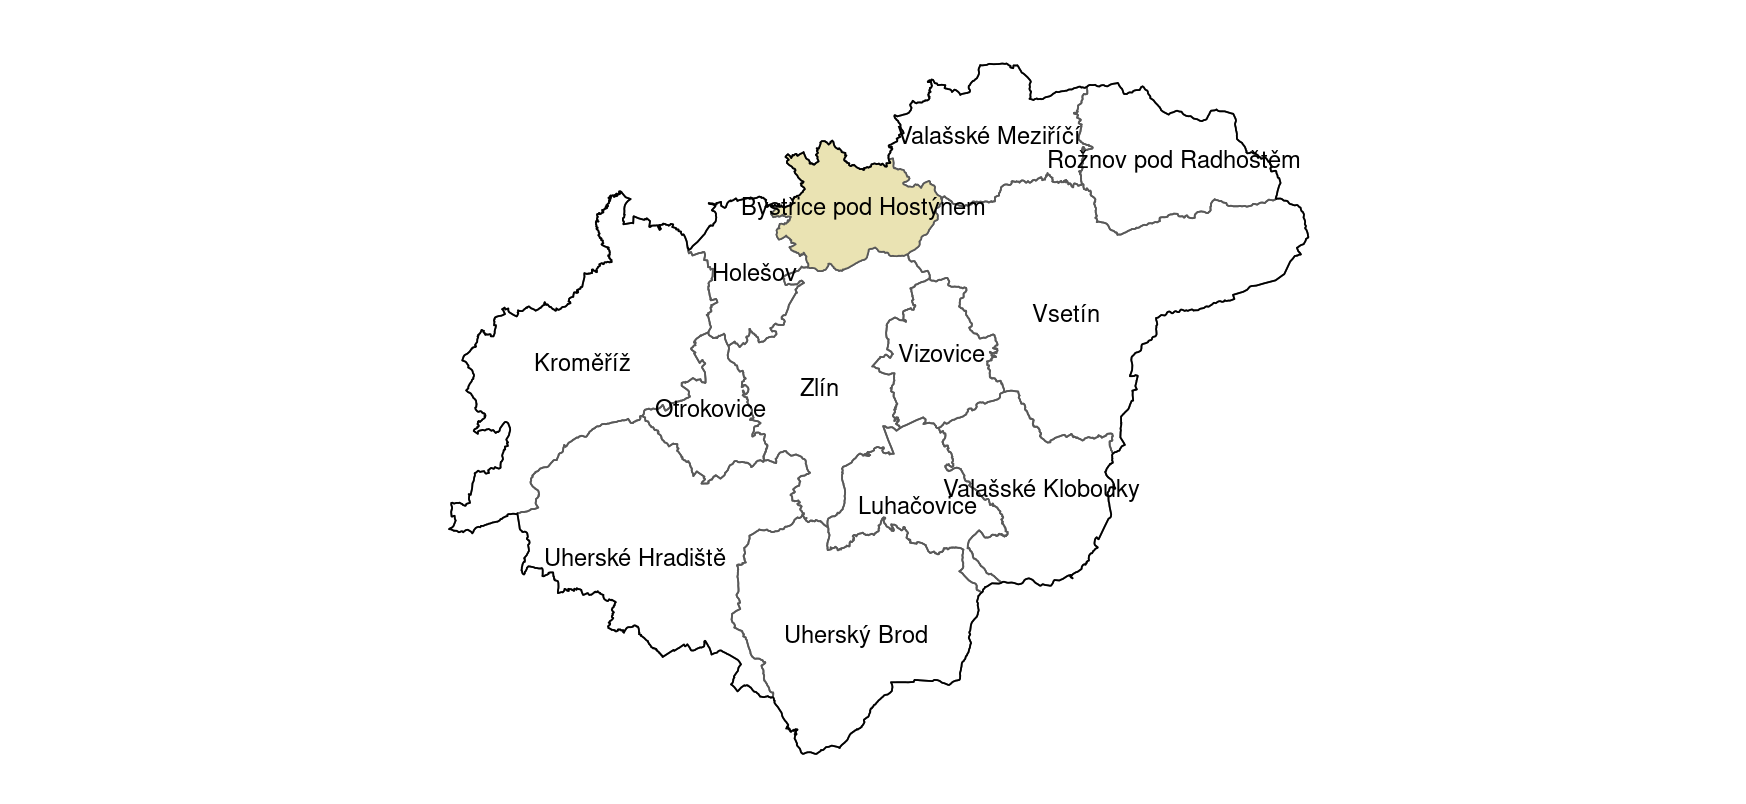 Valašské Meziříčí
Rožnov pod Radhoštěm
Bystřice pod Hostýnem
Holešov
Vsetín
Vizovice
Kroměříž
Zlín
Otrokovice
Valašské Klobouky
Luhačovice
Uherské Hradiště
Uherský Brod